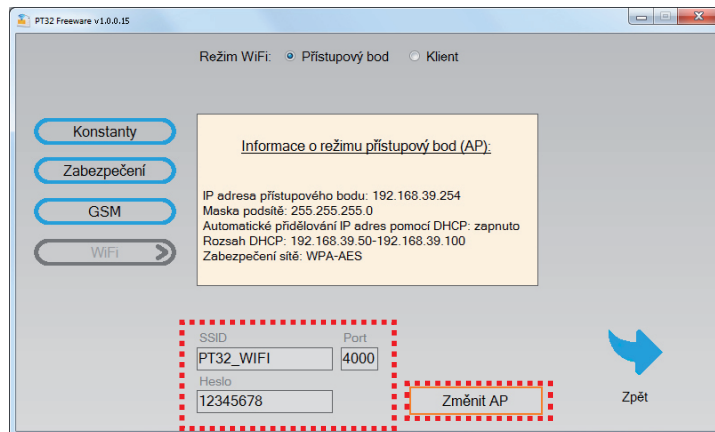 PT32 Freeware v1.0.0.15
Režim WiFi: Přístupový bod Klient
Konstanty
Zabezpečení
GSM
WiFi
Informace o režimu přístupový bod (AP):
IP adresa přístupového bodu: 192.168.39.254
Maska podsítě: 255.255.255.0
Automatické přidělování IP adres pomocí DHCP: zapnuto
Rozsah DHCP: 192.168.39.50-192.168.39.100
Zabezpečení sítě: WPA-AES
SSID Port
PT32_WIFI 4000
Heslo
12345678
Změnit AP
Zpět